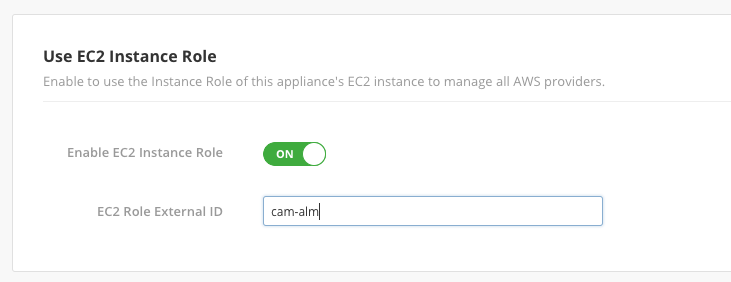 Use EC2 Instance Role
Enable to use the Instance Role of this appliance's EC2 instance to manage all AWS providers.
Enable EC2 Instance Role
ON
EC2 Role External ID
cam-alm